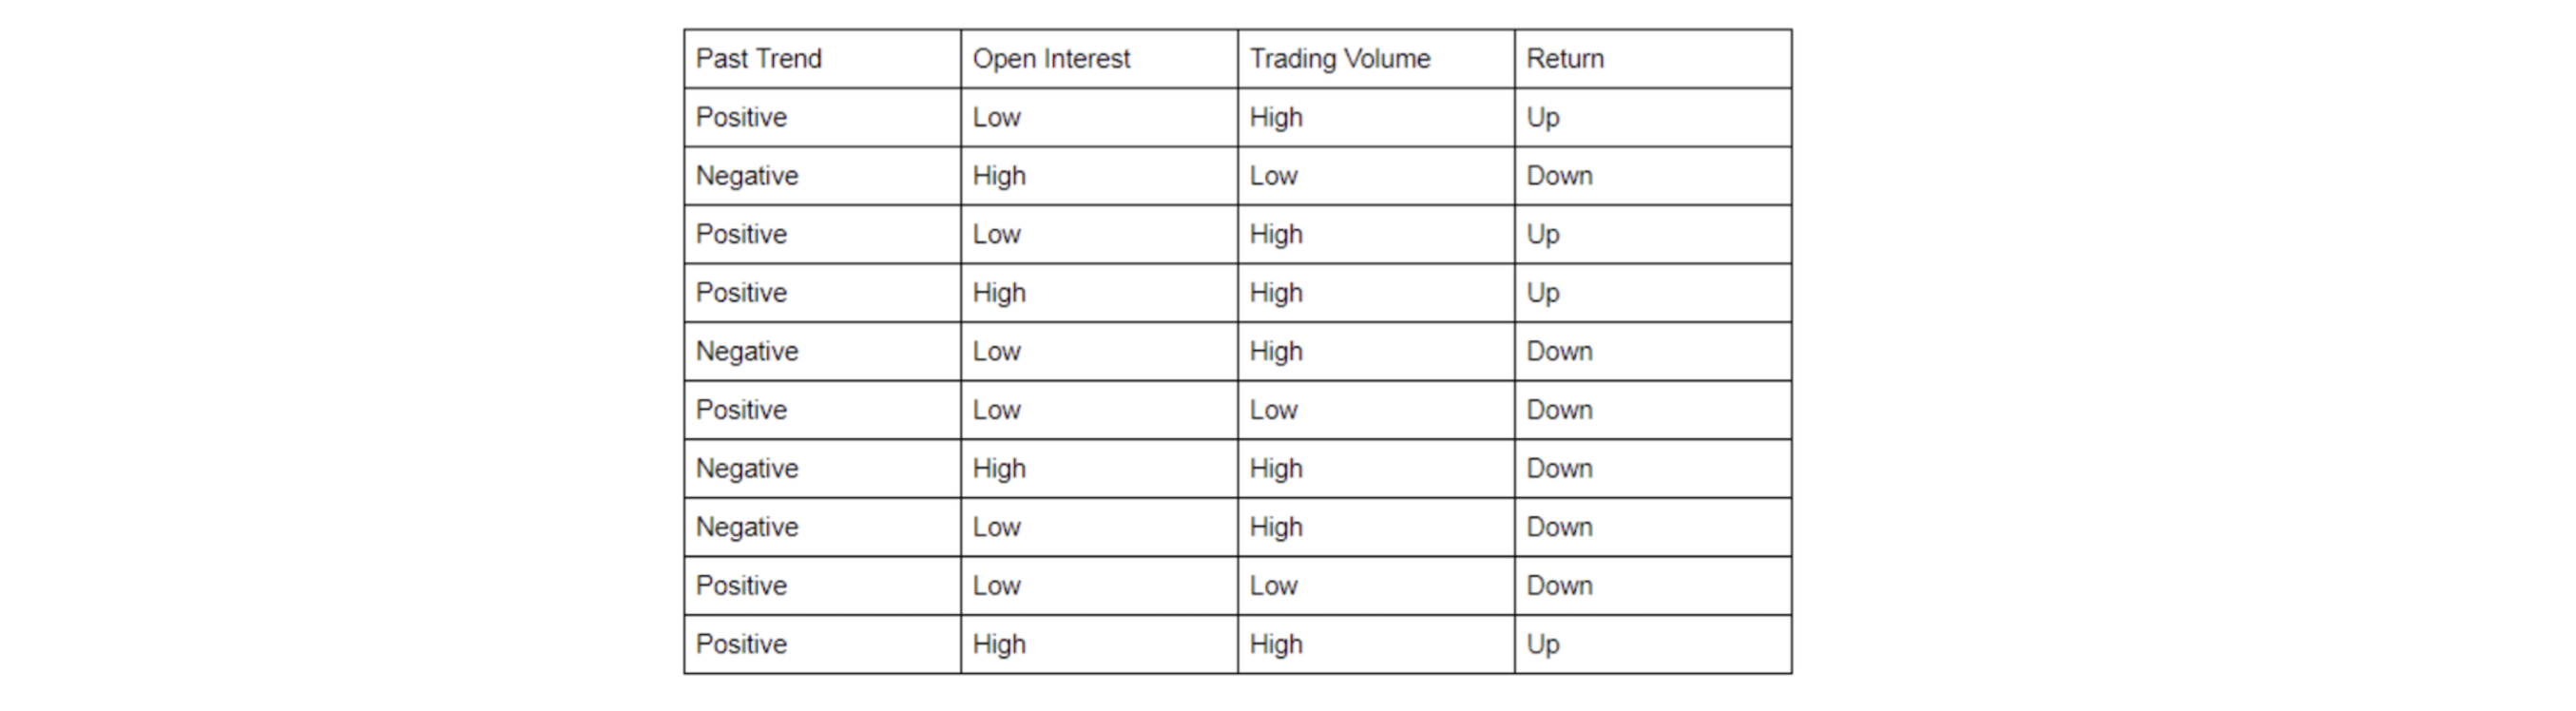 Past Trend Open Interest Trading Volume Return
Positive Low High Up
Negative High Low Down
Positive Low High Up
Positive High High Up
Negative Low High Down
Positive Low Low Down
Negative High High Down
Negative Low High Down
Positive Low Low Down
Positive High High Up